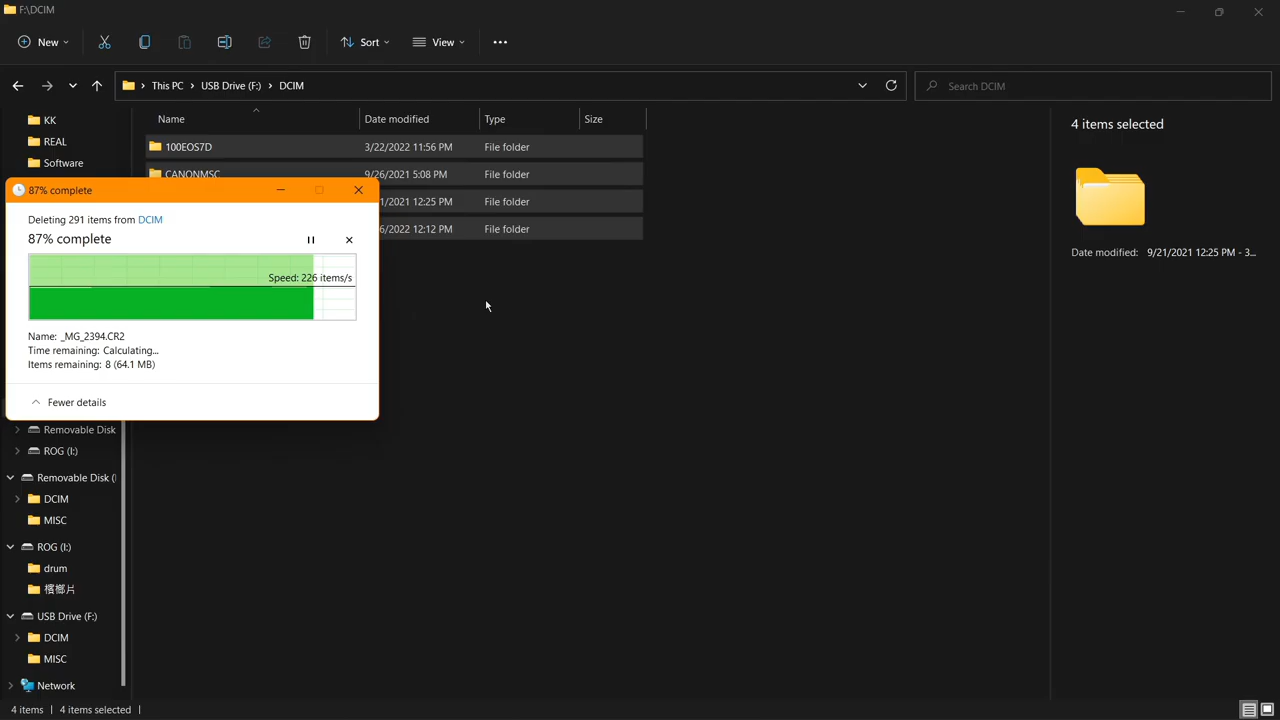 F:\DCIM
New
Sort
View
This PC
USB Drive (F:)
DCIM
Search DCIM
KK
REAL
Software
Name
Date modified
Type
Size
100EOS7D
3/22/2022 11:56 PM
File folder
CANONMSC
9/26/2021 5:08 PM
File folder
1/2021 12:25 PM
File folder
6/2022 12:12 PM
File folder
4 items selected
Date modified: 9/21/2021 12:25 PM - 3...
87% complete
Deleting 291 items from DCIM
87% complete
Speed: 226 items/s
Name: _MG_2394.CR2
Time remaining: Calculating...
Items remaining: 8 (64.1 MB)
Fewer details
Removable Disk
ROG (I:)
Removable Disk (
DCIM
MISC
ROG (I:)
drum
檳榔片
USB Drive (F:)
DCIM
MISC
Network
4 items
4 items selected